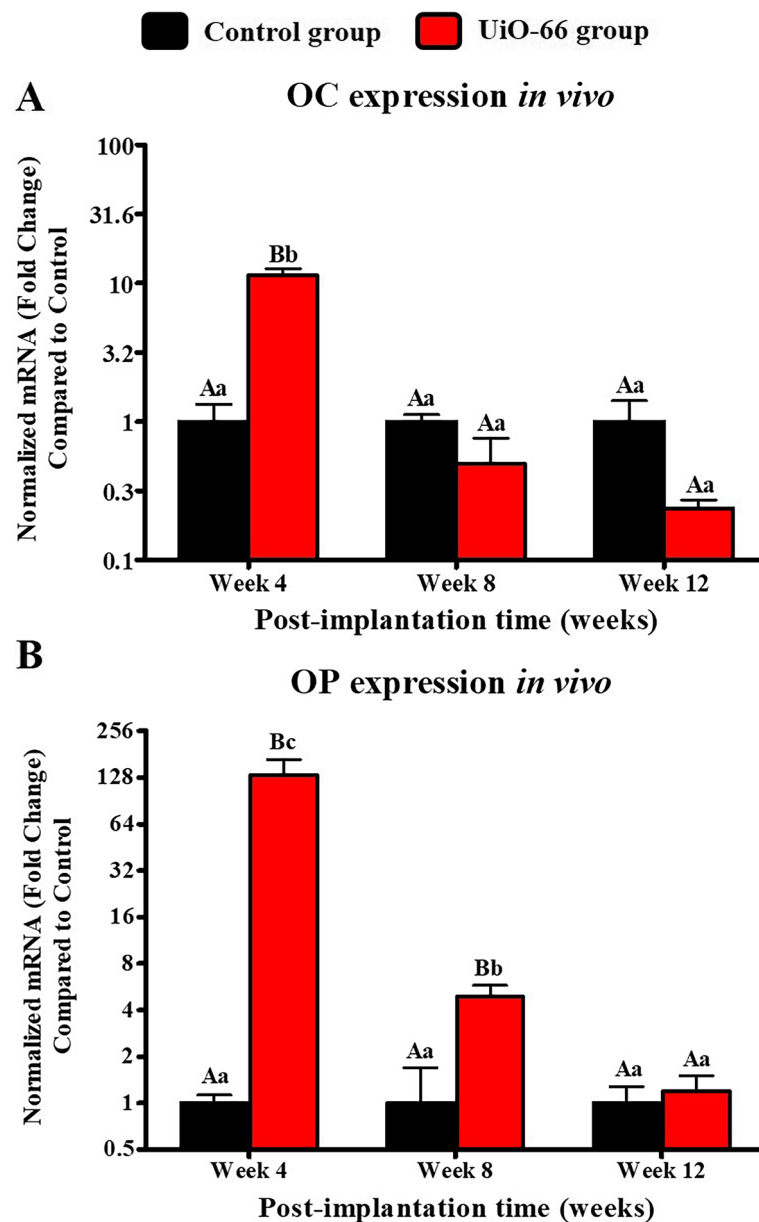 Control group UiO-66 group
A
OC expression in vivo
Normalized mRNA (Fold Change)
Compared to Control
100
31.6
10
3.2
1
0.3
0.1
Aa
Bb
Aa
Aa
Aa
Aa
Week 4 Week 8 Week 12
Post-implantation time (weeks)
B
OP expression in vivo
Normalized mRNA (Fold Change)
Compared to Control
256
128
64
32
16
8
4
2
1
0.5
Aa
Bc
Aa
Bb
Aa
Aa
Week 4 Week 8 Week 12
Post-implantation time (weeks)